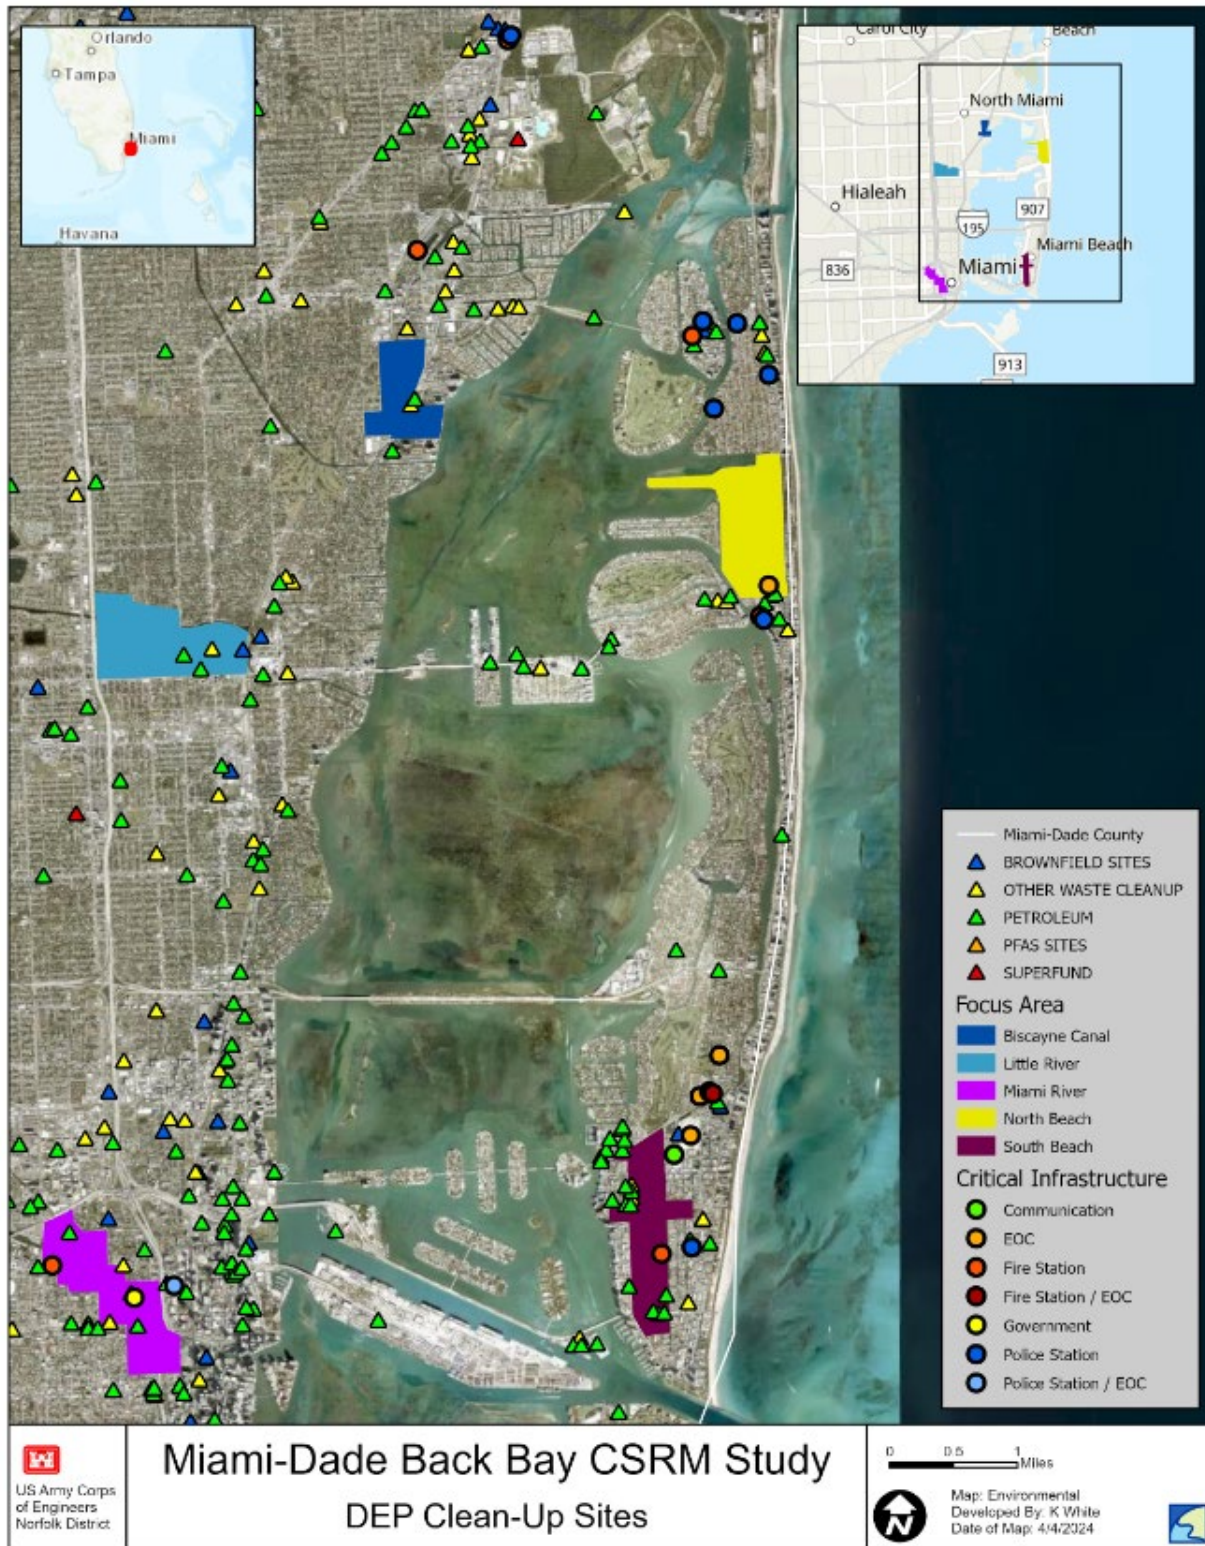 Orlando
Tampa
Miami
Havana
Carol City
Beach
North Miami
Hialeah
907
195
Miami Beach
836
Miami
913
Miami-Dade County
BROWNFIELD SITES
OTHER WASTE CLEANUP
PETROLEUM
PFAS SITES
SUPERFUND
Focus Area
Biscayne Canal
Little River
Miami River
North Beach
South Beach
Critical Infrastructure
Communication
EOC
Fire Station
Fire Station / EOC
Government
Police Station
Police Station / EOC
US Army Corps
of Engineers
Norfolk District
Miami-Dade Back Bay CSRM Study
DEP Clean-Up Sites
0 0.5 1
Miles
N
Map: Environmental
Developed By: K White
Date of Map: 4/4/2024